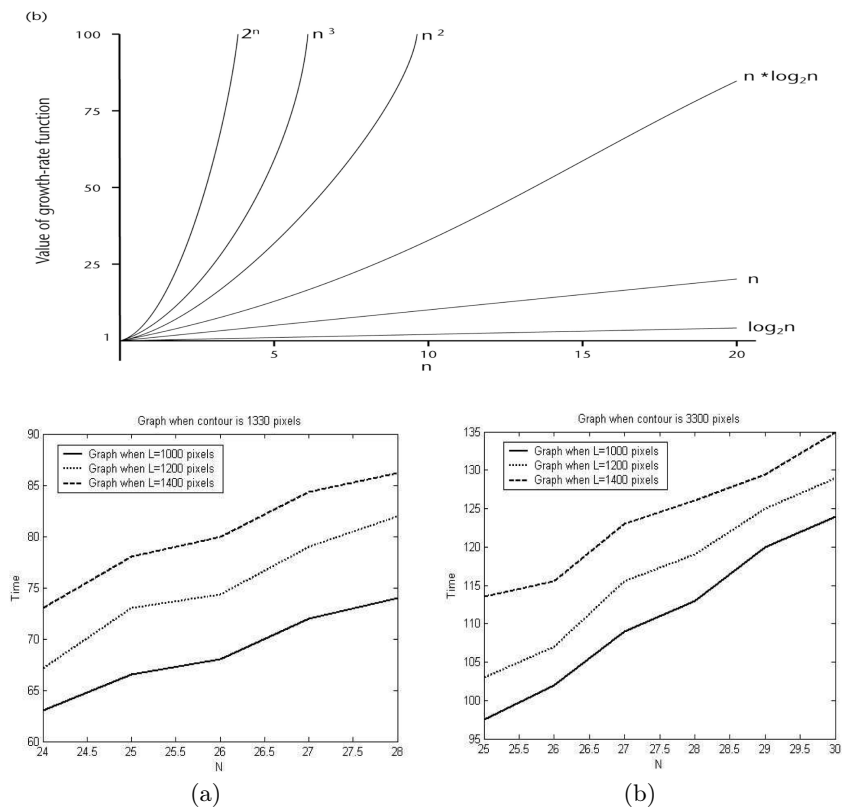 (b)
100
75
50
25
1
Value of growth-rate function
2ⁿ
n³
n²
n *log₂n
n
log₂n
5
10
15
20
n
Graph when contour is 1330 pixels
Graph when L=1000 pixels
Graph when L=1200 pixels
Graph when L=1400 pixels
90
85
80
75
70
65
60
Time
24
24.5
25
25.5
26
26.5
27
27.5
28
N
(a)
Graph when contour is 3300 pixels
Graph when L=1000 pixels
Graph when L=1200 pixels
Graph when L=1400 pixels
135
130
125
120
115
110
105
100
95
Time
25
25.5
26
26.5
27
27.5
28
28.5
29
29.5
30
N
(b)